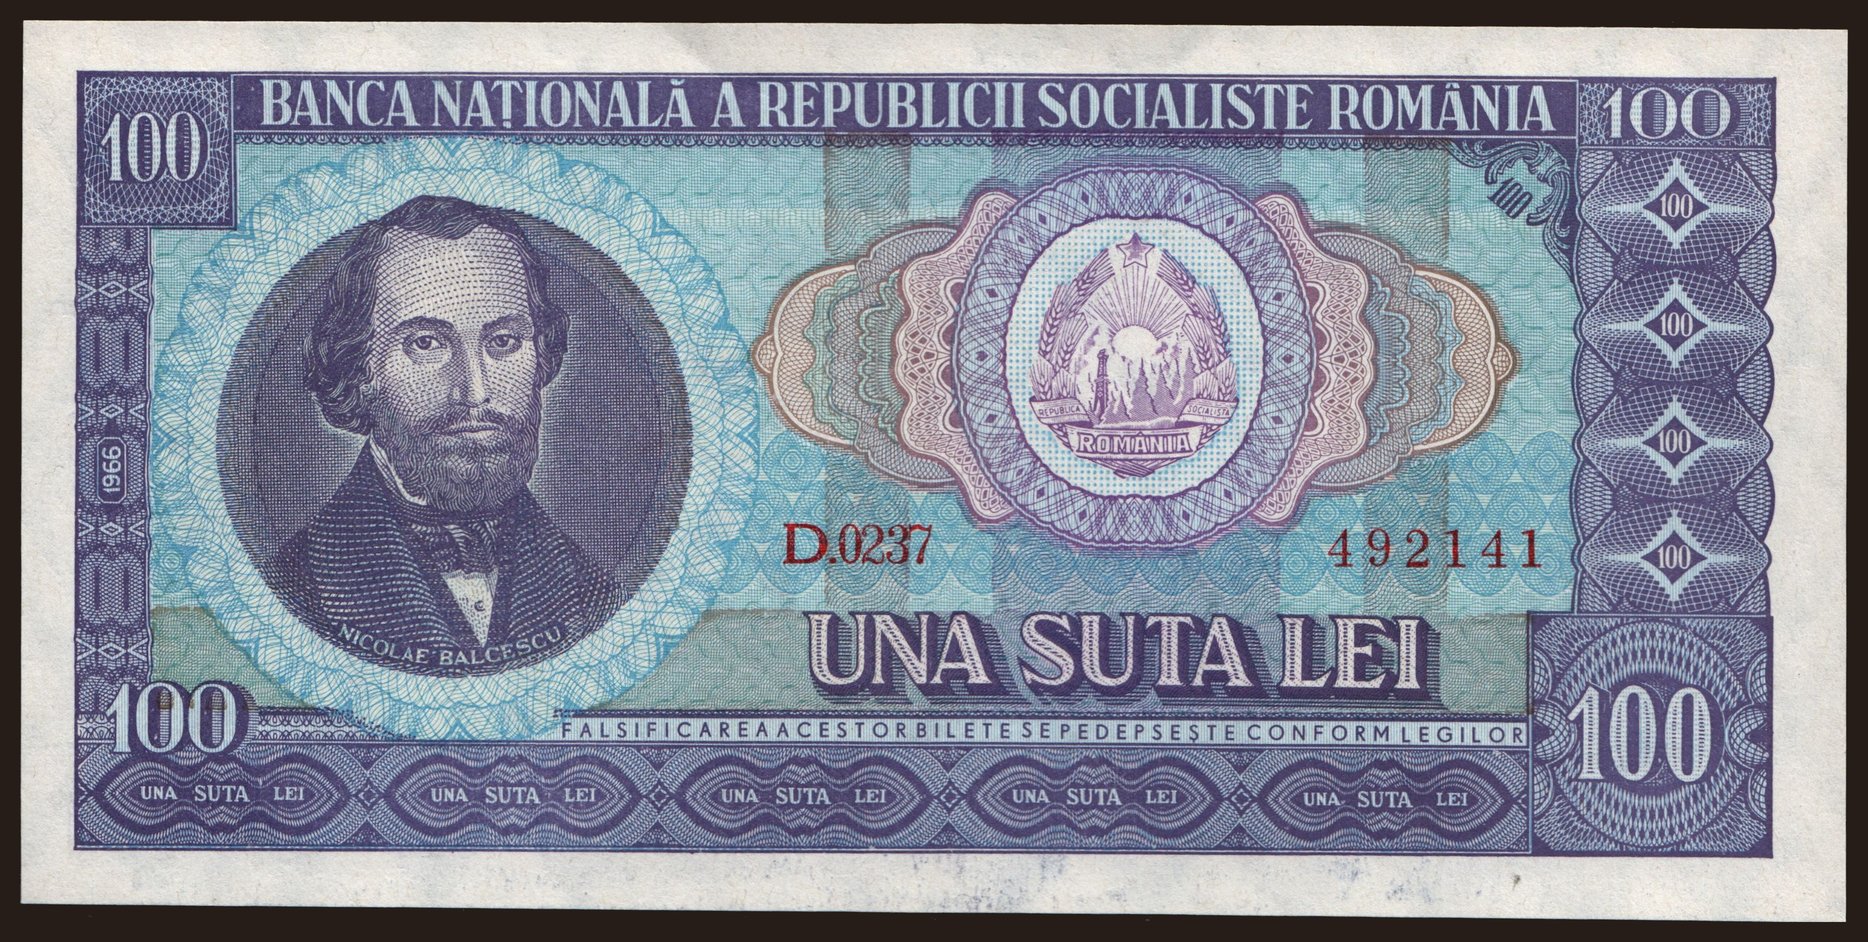 BANCA NAȚIONALĂ A REPUBLICII SOCIALISTE ROMÂNIA
100
100
100
100
100
100
100
1966
REPUBLICA SOCIALISTA
ROMÂNIA
D.0237
492141
NICOLAE BALCESCU
UNA SUTA LEI
100
100
FALSIFICAREA ACESTOR BILETE SE PEDEPSEȘTE CONFORM LEGILOR
UNA SUTA LEI
UNA SUTA LEI
UNA SUTA LEI
UNA SUTA LEI
UNA SUTA LEI